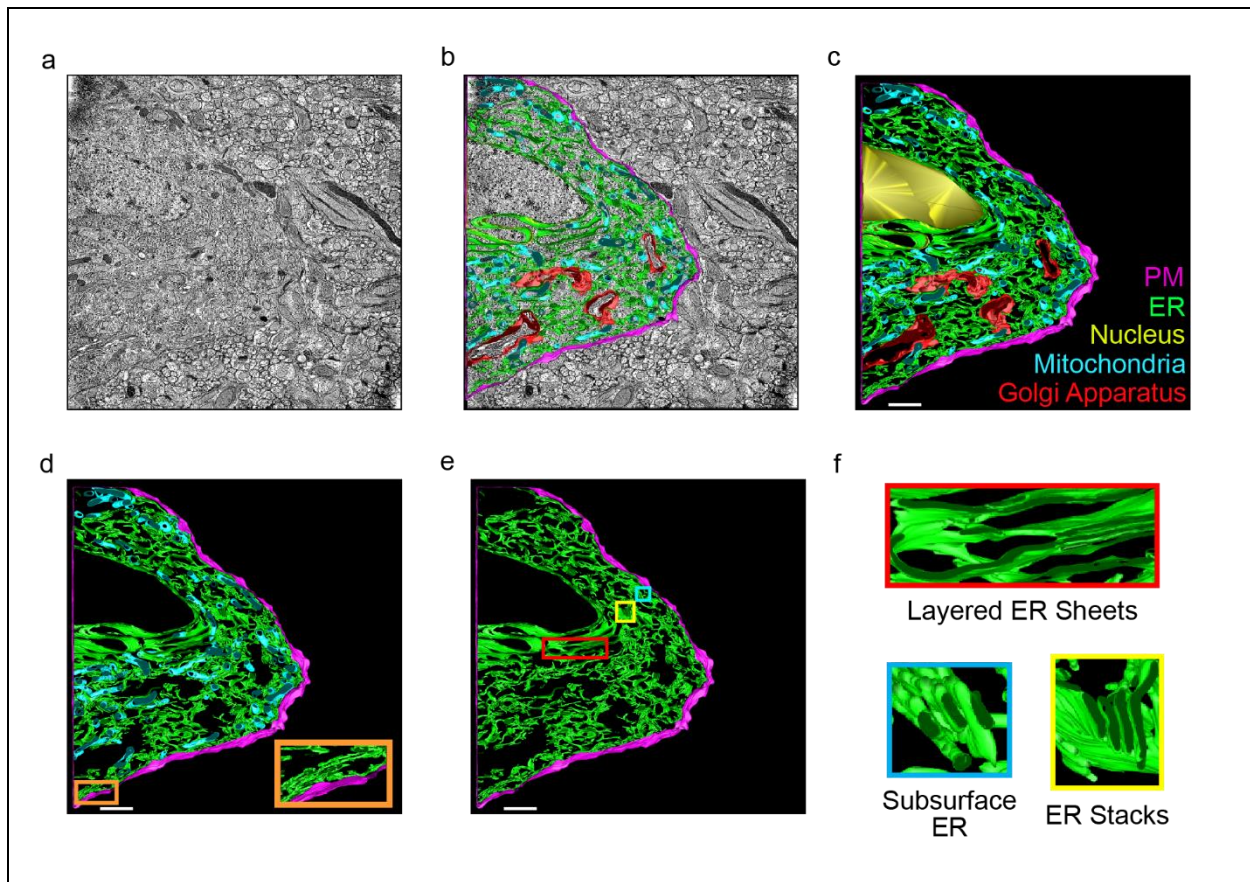 a
b
c
PM
ER
Nucleus
Mitochondria
Golgi Apparatus
d
e
f
Layered ER Sheets
Subsurface
ER
ER Stacks